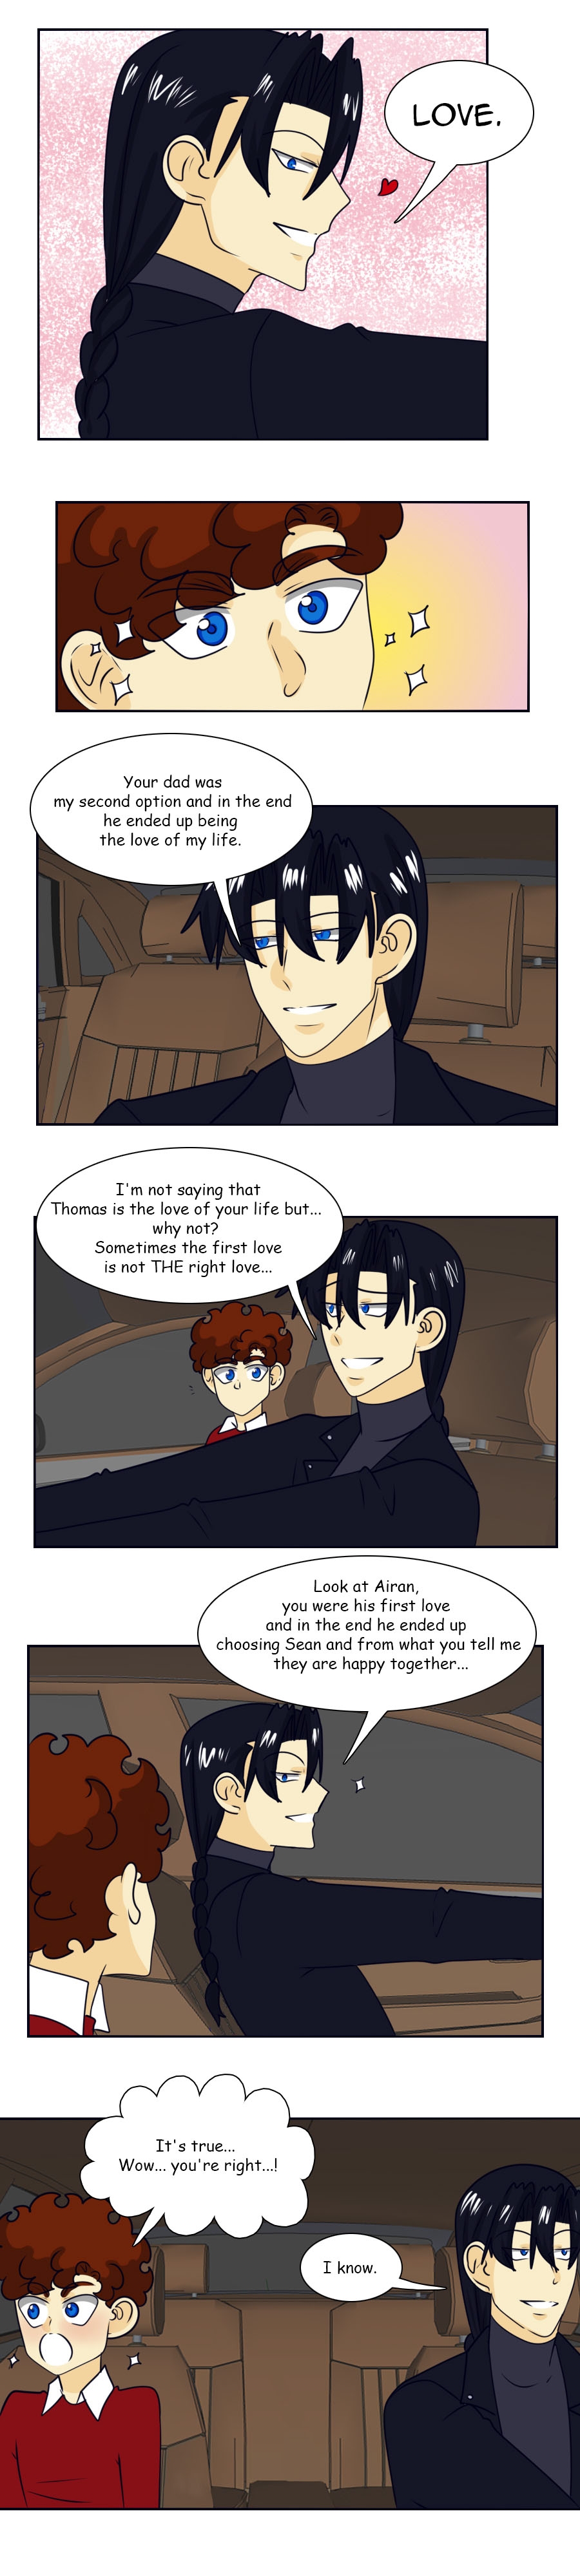 LOVE.
Your dad was
my second option and in the end
he ended up being
the love of my life.
I'm not saying that
Thomas is the love of your life but...
why not?
Sometimes the first love
is not THE right love...
Look at Airan,
you were his first love
and in the end he ended up
choosing Sean and from what you tell me
they are happy together...
It's true...
Wow... you're right...!
I know.